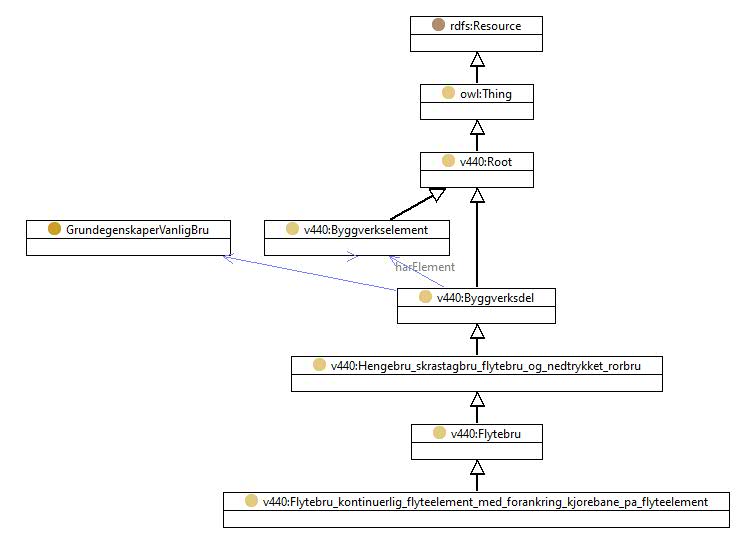 rdfs:Resource
owl:Thing
v440:Root
GrundegenskaperVanligBru
v440:Byggverkselement
harElement
v440:Byggverksdel
v440:Hengebru_skrastagbru_flytebru_og_nedtrykket_rorbru
v440:Flytebru
v440:Flytebru_kontinuerlig_flyteelement_med_forankring_kjorebane_pa_flyteelement